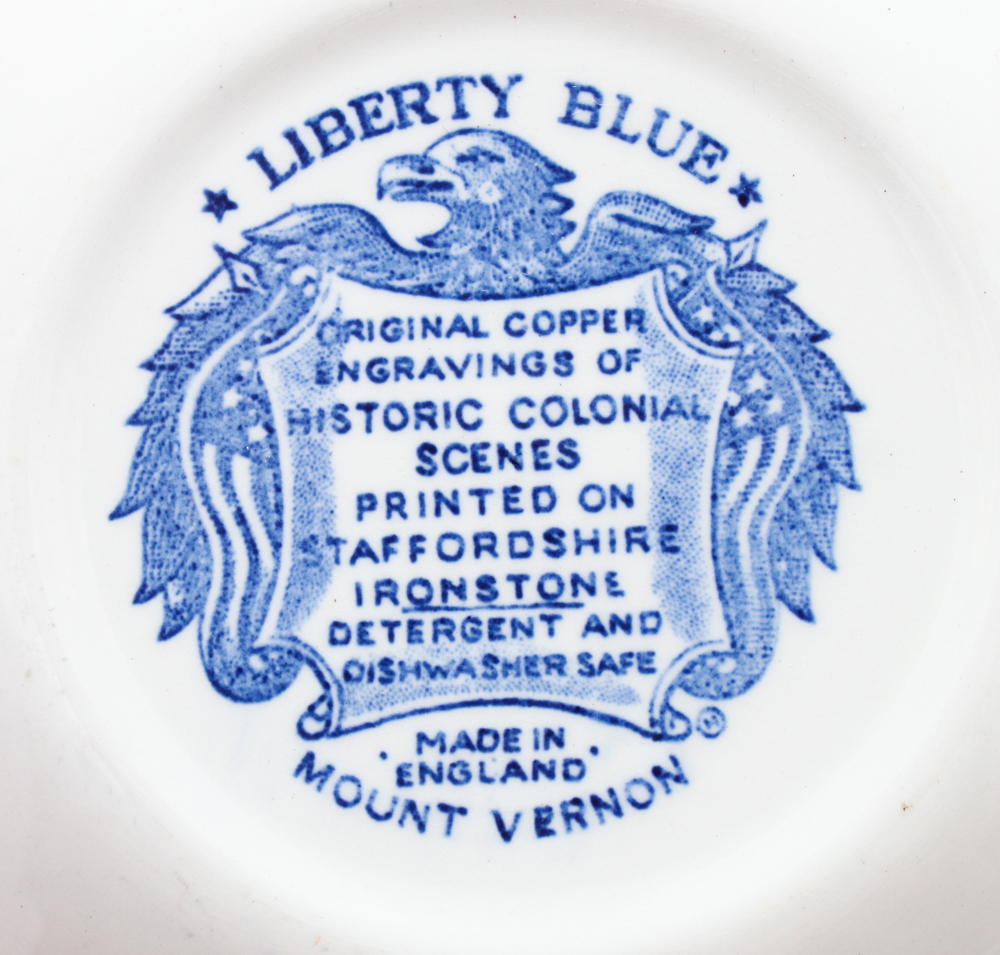 LIBERTY BLUE
ORIGINAL COPPER
ENGRAVINGS OF
HISTORIC COLONIAL
SCENES
PRINTED ON
STAFFORDSHIRE
IRONSTONE
DETERGENT AND
DISHWASHER SAFE
®
· MADE IN ·
ENGLAND
MOUNT VERNON